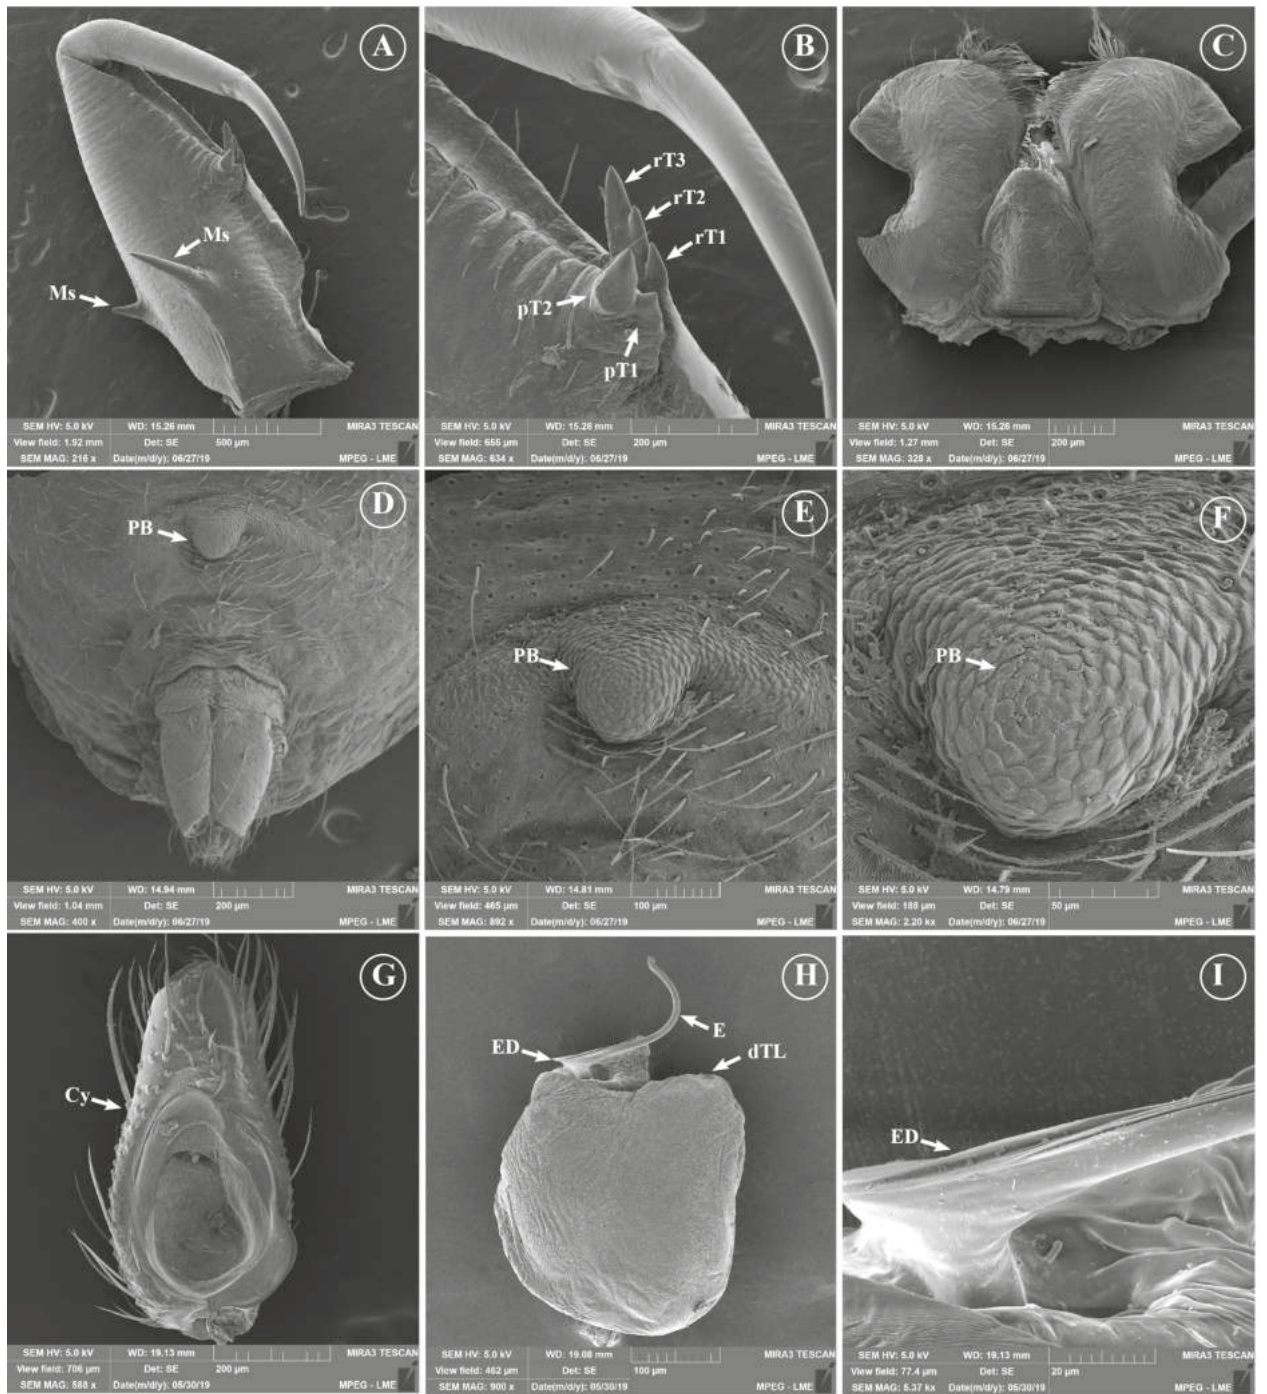 A
Ms
Ms
SEM HV: 5.0 kV WD: 15.26 mm MIRA3 TESCAN
View field: 1.92 mm Det: SE 500 µm
SEM MAG: 216 x Date(m/d/y): 06/27/19 MPEG - LME
B
rT3
rT2
rT1
pT2
pT1
SEM HV: 5.0 kV WD: 15.26 mm MIRA3 TESCAN
View field: 655 µm Det: SE 200 µm
SEM MAG: 634 x Date(m/d/y): 06/27/19 MPEG - LME
C
SEM HV: 5.0 kV WD: 15.26 mm MIRA3 TESCAN
View field: 1.27 mm Det: SE 200 µm
SEM MAG: 328 x Date(m/d/y): 06/27/19 MPEG - LME
D
PB
SEM HV: 5.0 kV WD: 14.94 mm MIRA3 TESCAN
View field: 1.04 mm Det: SE 200 µm
SEM MAG: 400 x Date(m/d/y): 06/27/19 MPEG - LME
E
PB
SEM HV: 5.0 kV WD: 14.81 mm MIRA3 TESCAN
View field: 465 µm Det: SE 100 µm
SEM MAG: 892 x Date(m/d/y): 06/27/19 MPEG - LME
F
PB
SEM HV: 5.0 kV WD: 14.79 mm MIRA3 TESCAN
View field: 188 µm Det: SE 50 µm
SEM MAG: 2.20 kx Date(m/d/y): 06/27/19 MPEG - LME
G
Cy
SEM HV: 5.0 kV WD: 19.13 mm MIRA3 TESCAN
View field: 706 µm Det: SE 200 µm
SEM MAG: 588 x Date(m/d/y): 05/30/19 MPEG - LME
H
E
ED
dTL
SEM HV: 5.0 kV WD: 19.08 mm MIRA3 TESCAN
View field: 462 µm Det: SE 100 µm
SEM MAG: 900 x Date(m/d/y): 05/30/19 MPEG - LME
I
ED
SEM HV: 5.0 kV WD: 19.13 mm MIRA3 TESCAN
View field: 77.4 µm Det: SE 20 µm
SEM MAG: 5.37 kx Date(m/d/y): 05/30/19 MPEG - LME